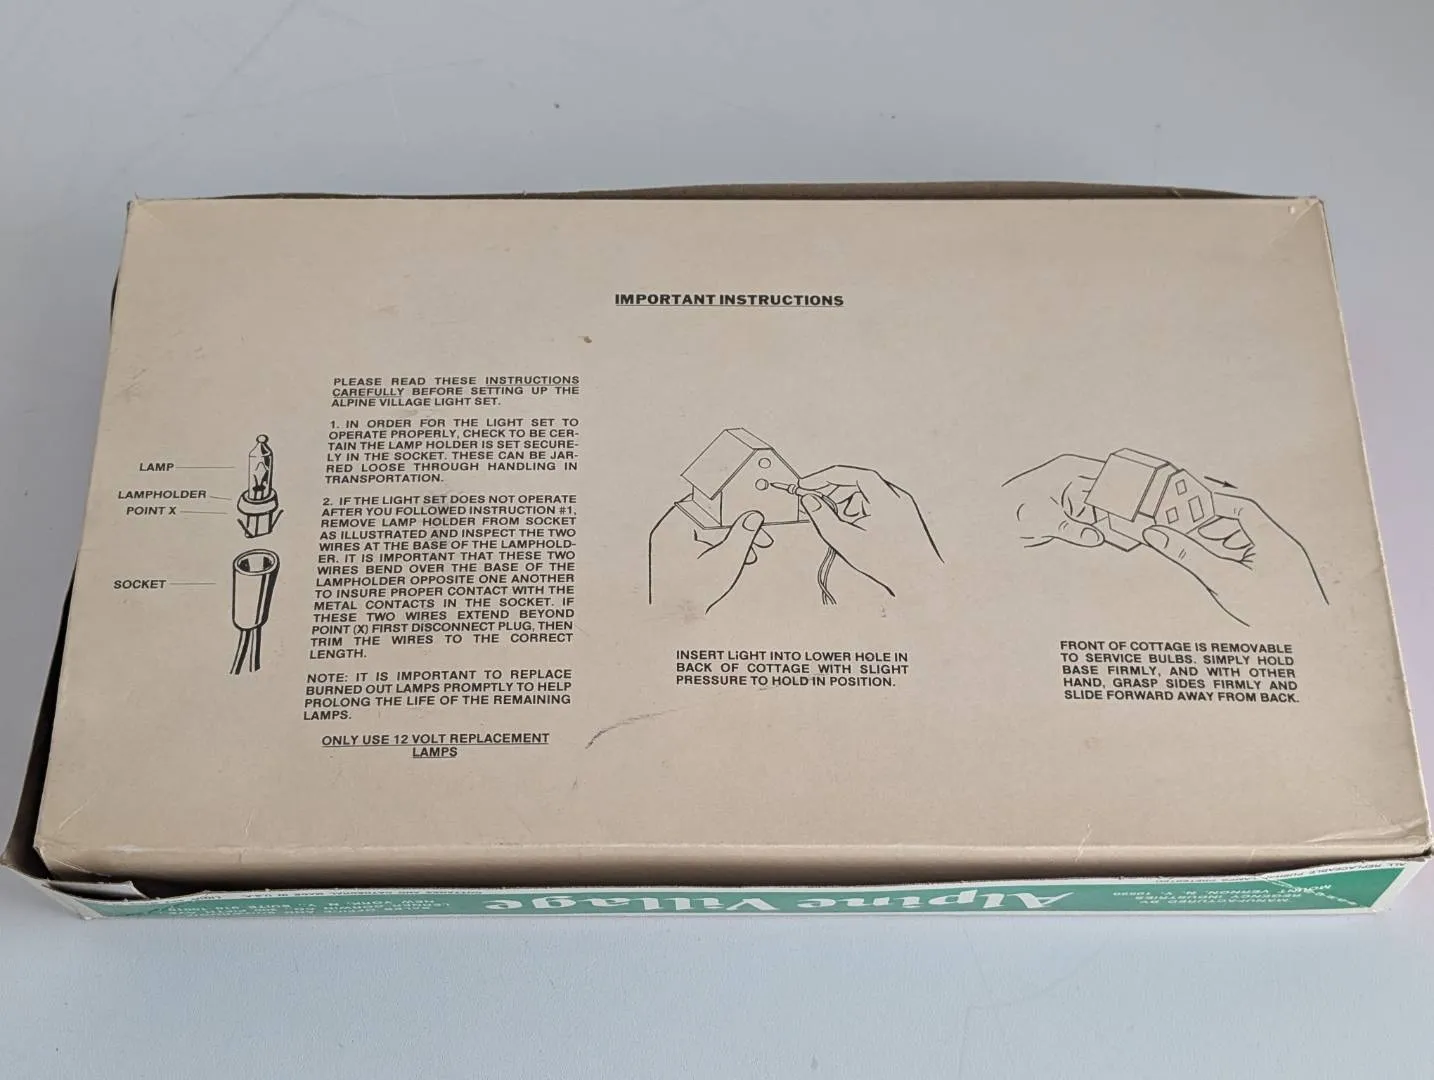 IMPORTANT INSTRUCTIONS
PLEASE READ THESE INSTRUCTIONS
CAREFULLY BEFORE SETTING UP THE
ALPINE VILLAGE LIGHT SET.
1. IN ORDER FOR THE LIGHT SET TO
OPERATE PROPERLY, CHECK TO BE CER-
TAIN THE LAMP HOLDER IS SET SECURE-
LY IN THE SOCKET. THESE CAN BE JAR-
RED LOOSE THROUGH HANDLING IN
TRANSPORTATION.
2. IF THE LIGHT SET DOES NOT OPERATE
AFTER YOU FOLLOWED INSTRUCTION #1,
REMOVE LAMP HOLDER FROM SOCKET
AS ILLUSTRATED AND INSPECT THE TWO
WIRES AT THE BASE OF THE LAMPHOLD-
ER. IT IS IMPORTANT THAT THESE TWO
WIRES BEND OVER THE BASE OF THE
LAMPHOLDER OPPOSITE ONE ANOTHER
TO INSURE PROPER CONTACT WITH THE
METAL CONTACTS IN THE SOCKET. IF
THESE TWO WIRES EXTEND BEYOND
POINT (X) FIRST DISCONNECT PLUG, THEN
TRIM THE WIRES TO THE CORRECT
LENGTH.
NOTE: IT IS IMPORTANT TO REPLACE
BURNED OUT LAMPS PROMPTLY TO HELP
PROLONG THE LIFE OF THE REMAINING
LAMPS.
ONLY USE 12 VOLT REPLACEMENT
LAMPS
LAMP
LAMPHOLDER
POINT X
SOCKET
INSERT LiGHT INTO LOWER HOLE IN
BACK OF COTTAGE WITH SLIGHT
PRESSURE TO HOLD IN POSITION.
FRONT OF COTTAGE IS REMOVABLE
TO SERVICE BULBS. SIMPLY HOLD
BASE FIRMLY, AND WITH OTHER
HAND, GRASP SIDES FIRMLY AND
SLIDE FORWARD AWAY FROM BACK.
Alpine Village
MANUFACTURED BY
REGENT INDUSTRIES
MOUNT VERNON, N. Y.
NEW YORK, N. Y.